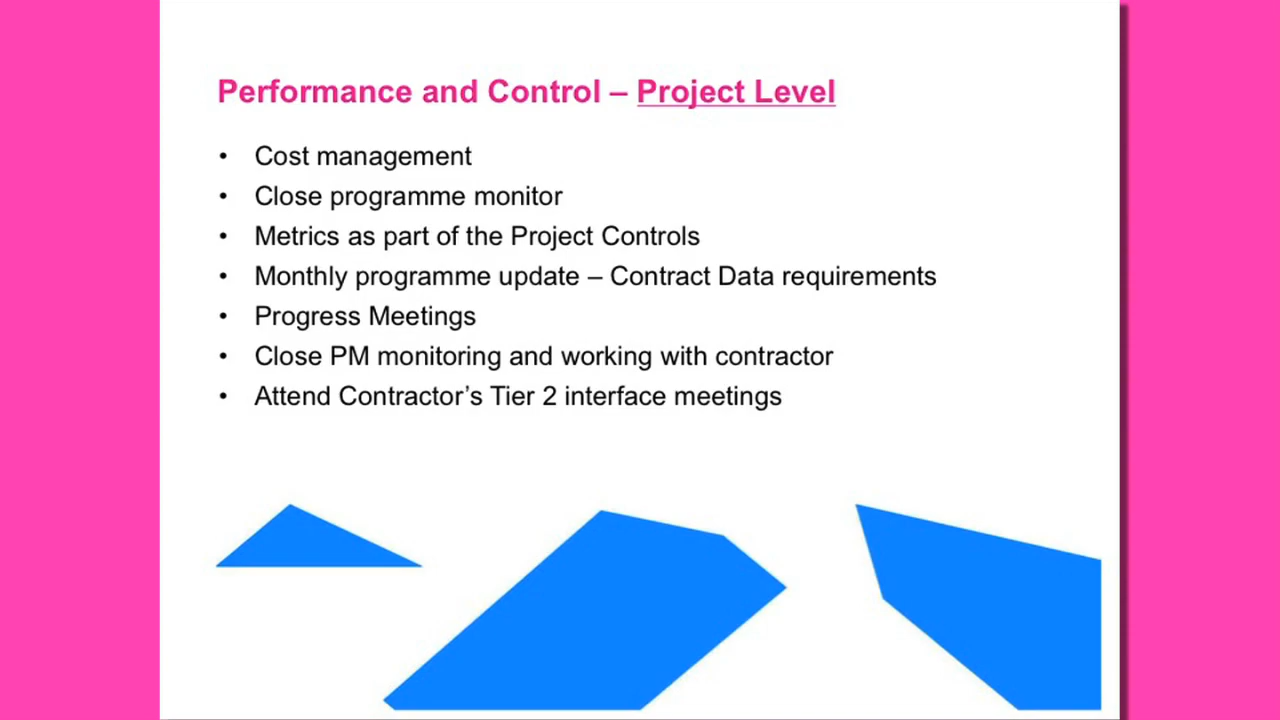 Performance and Control – Project Level
• Cost management
• Close programme monitor
• Metrics as part of the Project Controls
• Monthly programme update – Contract Data requirements
• Progress Meetings
• Close PM monitoring and working with contractor
• Attend Contractor’s Tier 2 interface meetings